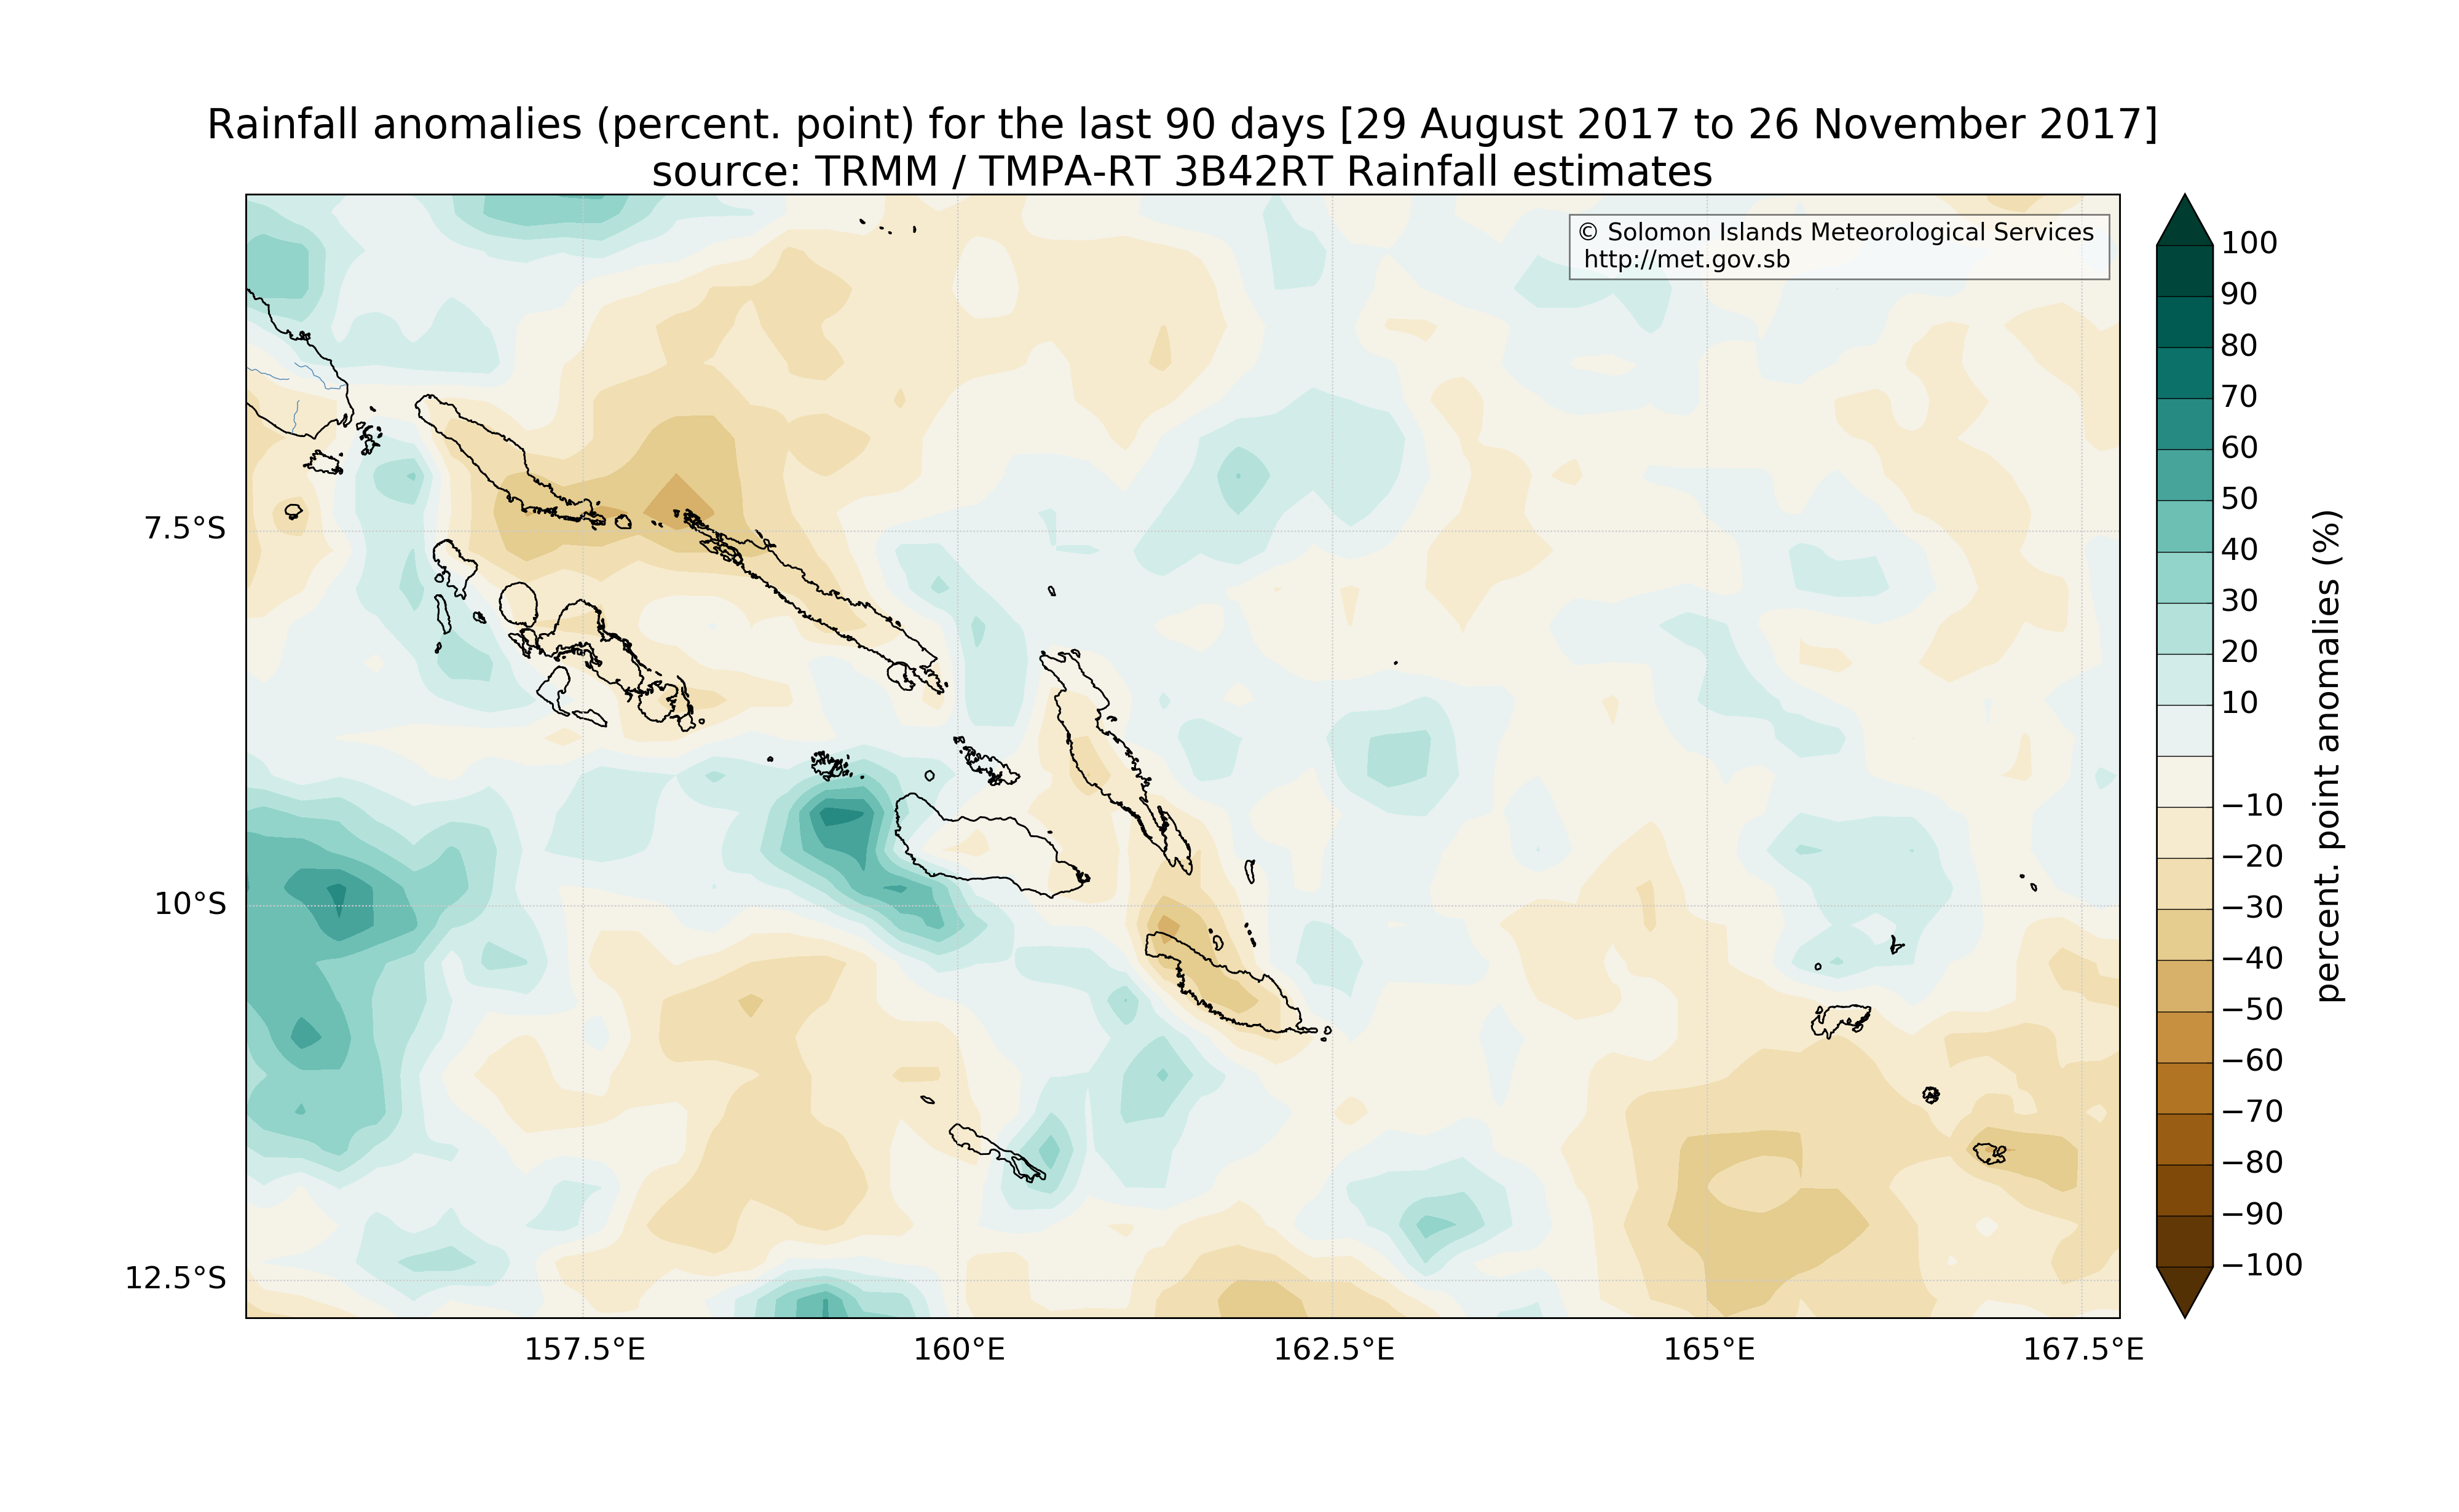 Rainfall anomalies (percent. point) for the last 90 days [29 August 2017 to 26 November 2017]
source: TRMM / TMPA-RT 3B42RT Rainfall estimates
© Solomon Islands Meteorological Services
http://met.gov.sb
7.5°S
10°S
12.5°S
157.5°E
160°E
162.5°E
165°E
167.5°E
100
90
80
70
60
50
40
30
20
10
−10
−20
−30
−40
−50
−60
−70
−80
−90
−100
percent. point anomalies (%)